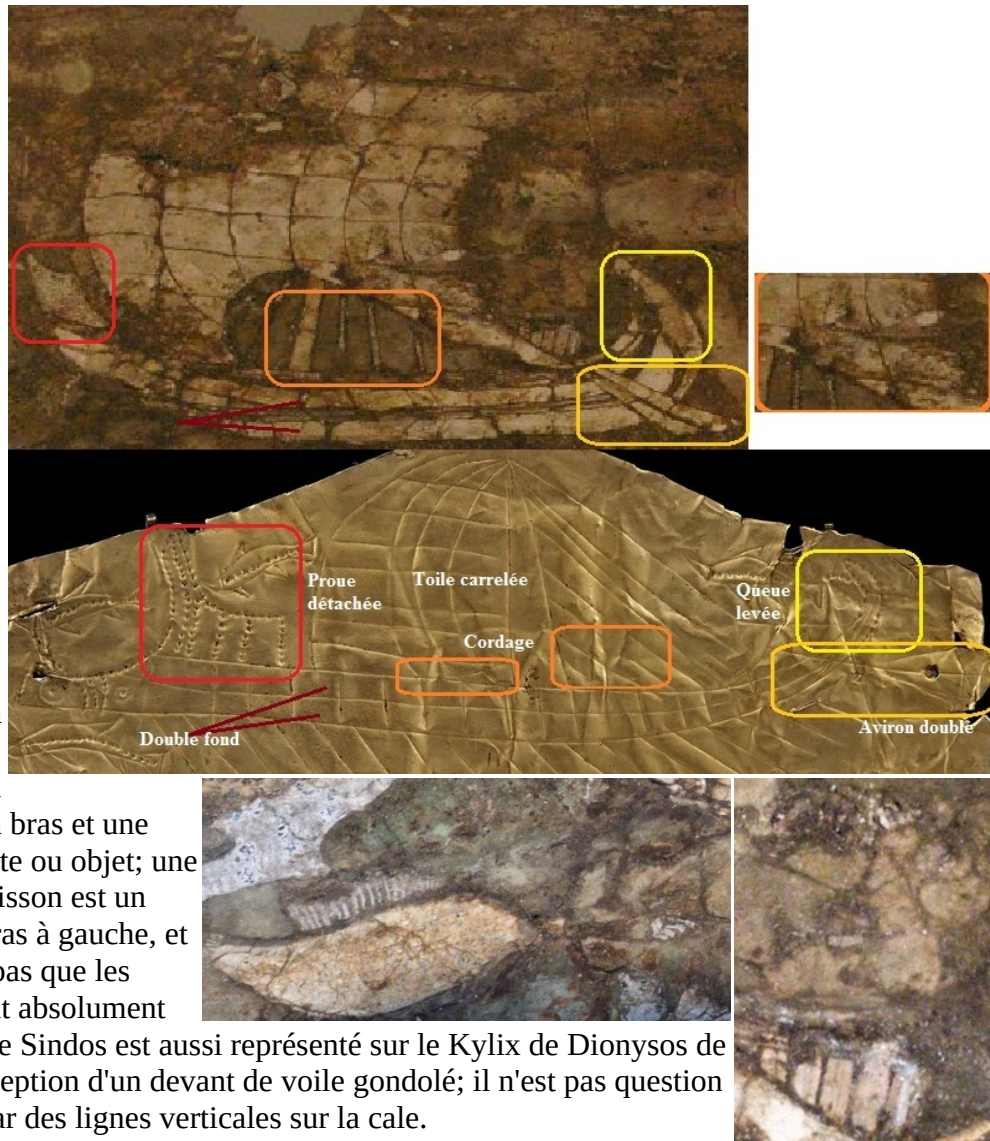 Proue
détachée
Toile carrelée
Queue
levée
Cordage
Double fond
Aviron double
bras et une
te ou objet; une
isson est un
ras à gauche, et
pas que les
t absolument
e Sindos est aussi représenté sur le Kylix de Dionysos de
eption d'un devant de voile gondolé; il n'est pas question
ar des lignes verticales sur la cale.